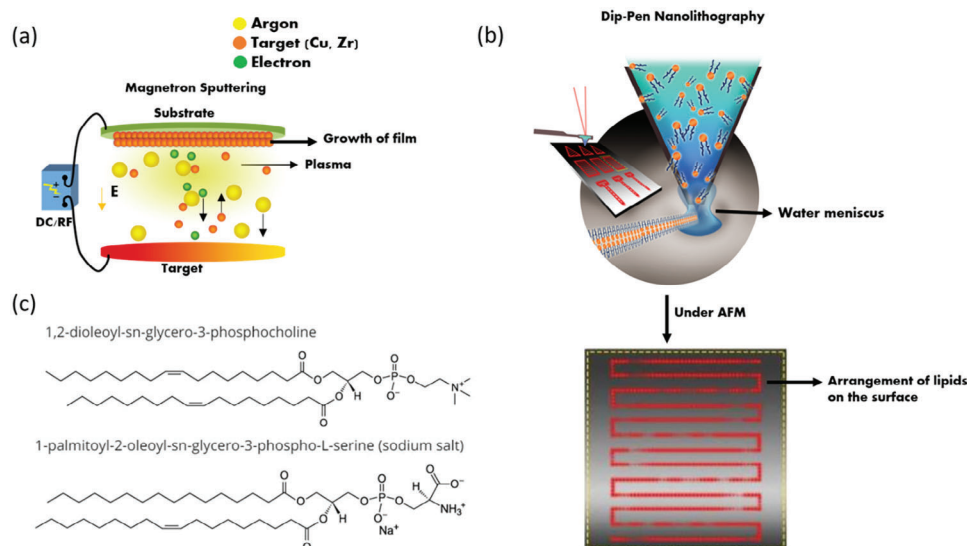 (a)
Argon
Target (Cu, Zr)
Electron
Magnetron Sputtering
Substrate
Growth of film
Plasma
E
DC/RF
Target
(b)
Dip-Pen Nanolithography
Water meniscus
Under AFM
Arrangement of lipids
on the surface
(c)
1,2-dioleoyl-sn-glycero-3-phosphocholine
O
O
O
P
O
O
O⁻
N⁺
H
O
O
1-palmitoyl-2-oleoyl-sn-glycero-3-phospho-L-serine (sodium salt)
O
O
O
P
O
O
O⁻
Na⁺
O
O⁻
H
NH₃⁺
H
O
O